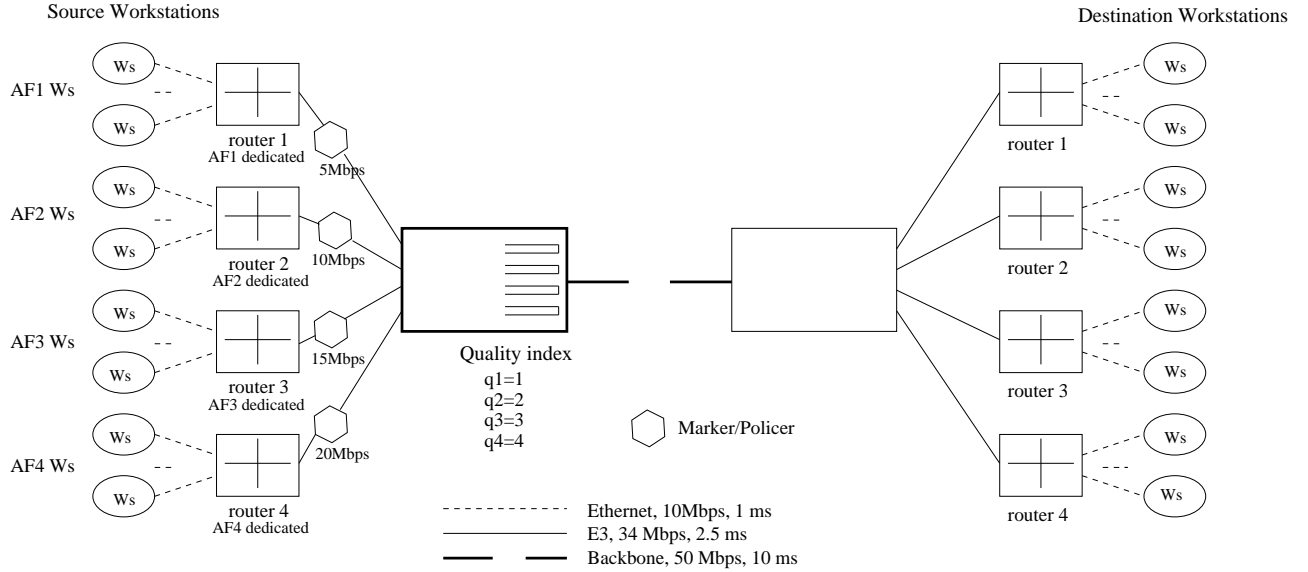 Source Workstations
Destination Workstations
AF1 Ws
Ws
Ws
router 1
AF1 dedicated
5Mbps
AF2 Ws
Ws
Ws
router 2
AF2 dedicated
10Mbps
AF3 Ws
Ws
Ws
router 3
AF3 dedicated
15Mbps
AF4 Ws
Ws
Ws
router 4
AF4 dedicated
20Mbps
Quality index
q1=1
q2=2
q3=3
q4=4
Marker/Policer
Ws
Ws
router 1
Ws
Ws
router 2
Ws
Ws
router 3
Ws
Ws
router 4
Ethernet, 10Mbps, 1 ms
E3, 34 Mbps, 2.5 ms
Backbone, 50 Mbps, 10 ms